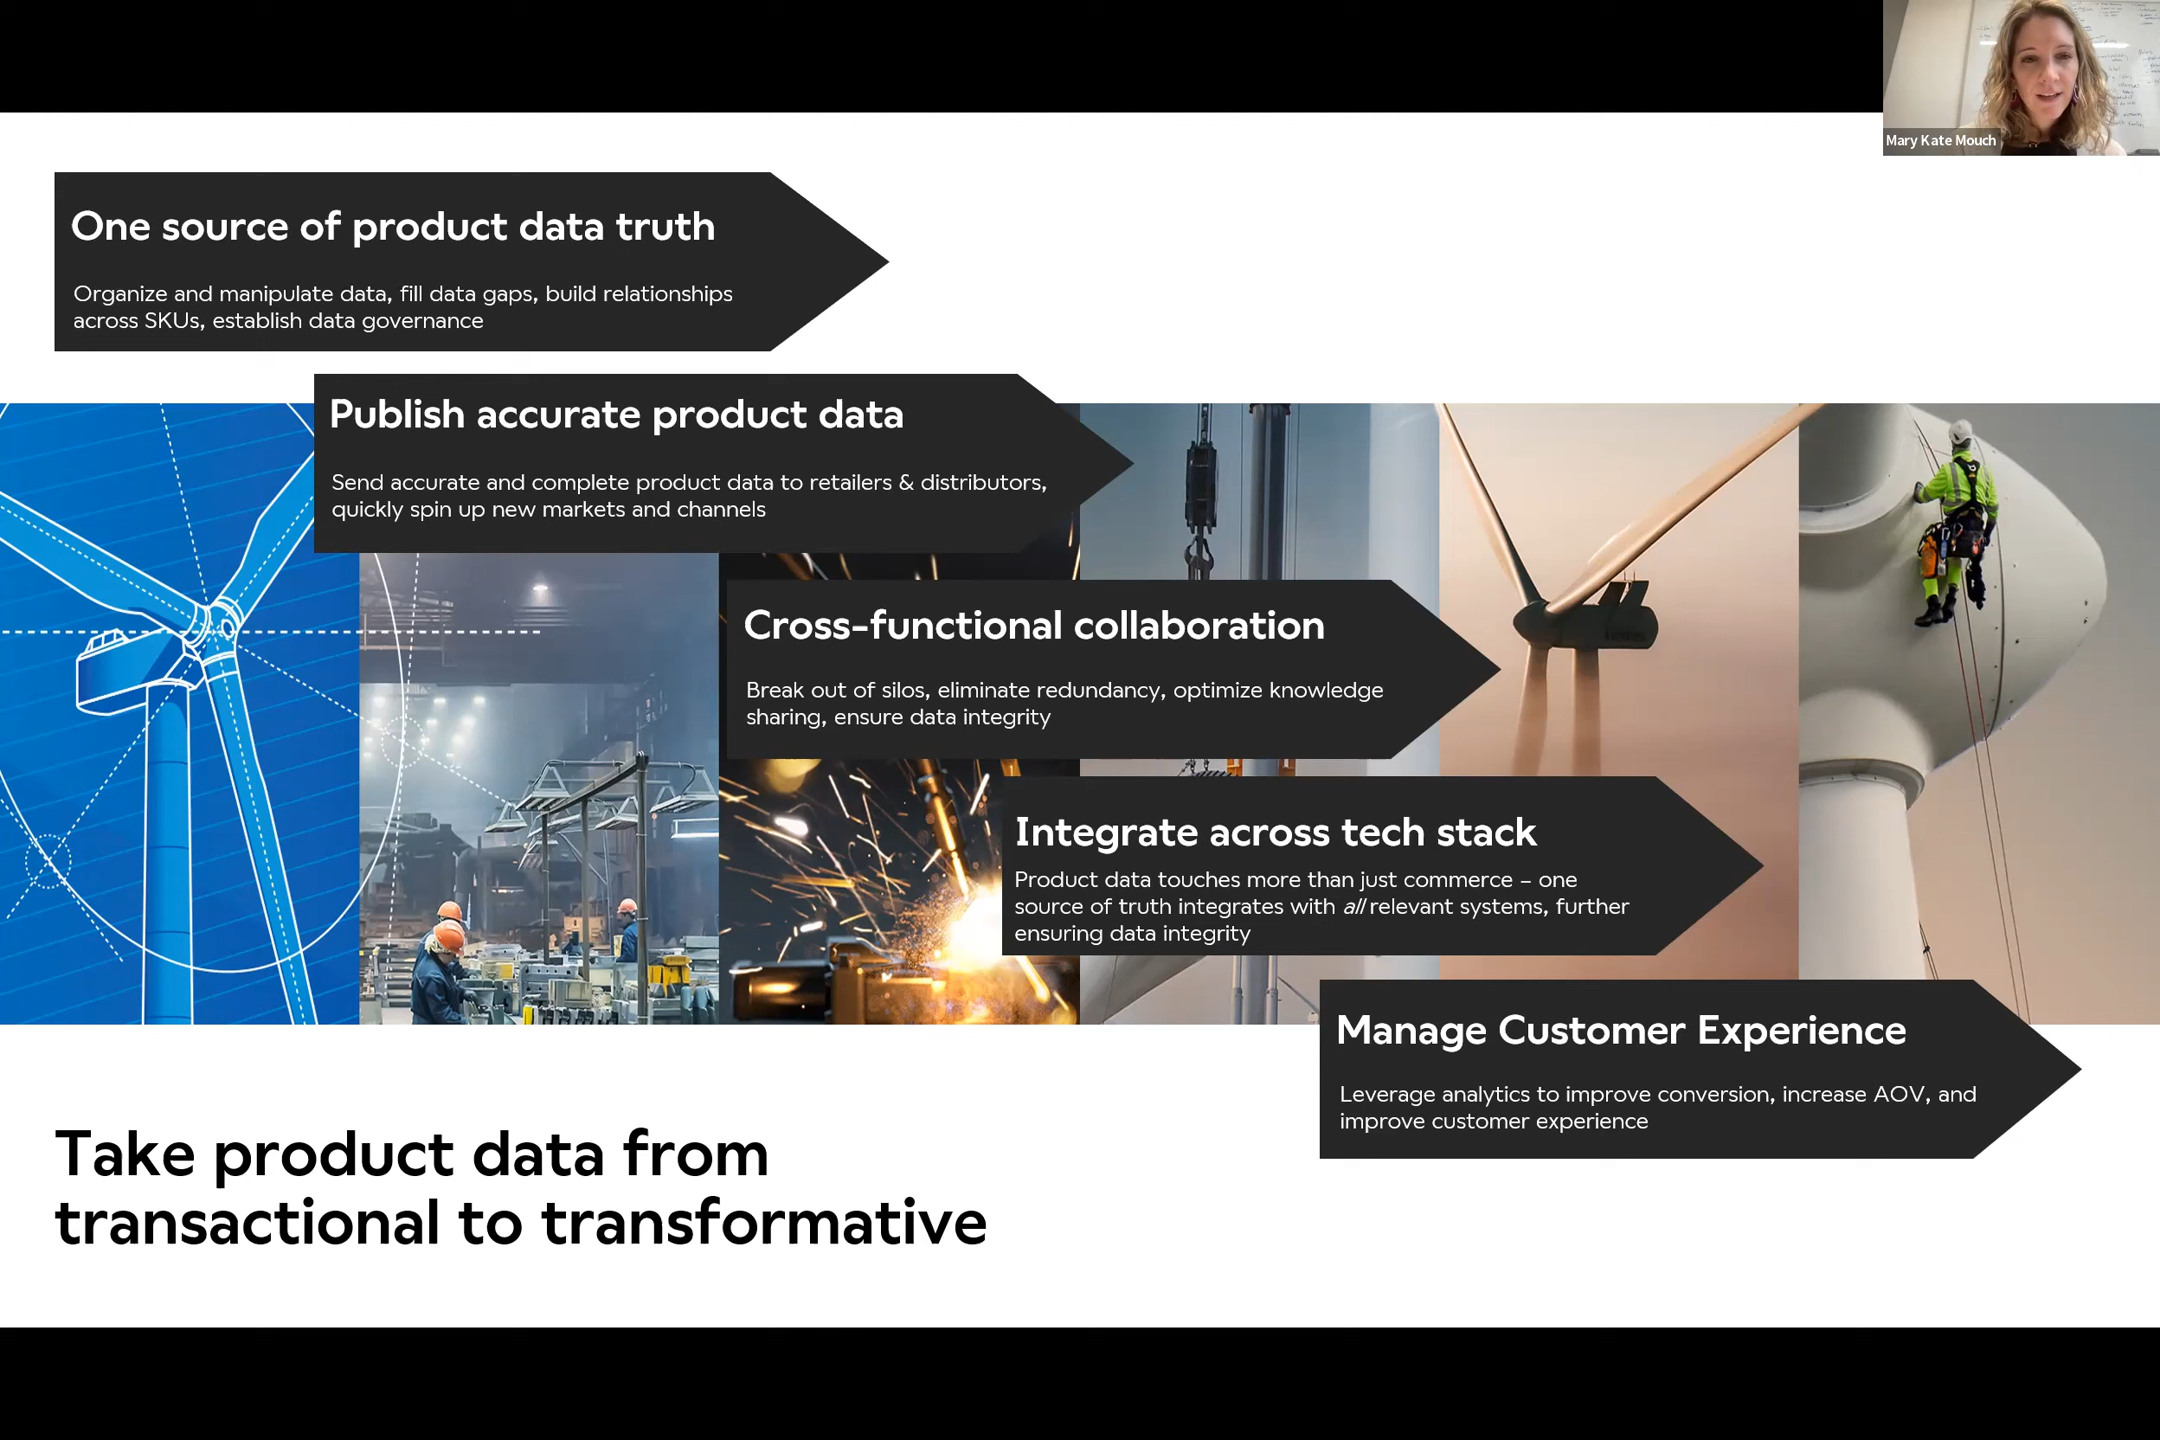 Mary Kate Mouch
One source of product data truth
Organize and manipulate data, fill data gaps, build relationships
across SKUs, establish data governance
Publish accurate product data
Send accurate and complete product data to retailers & distributors,
quickly spin up new markets and channels
Cross-functional collaboration
Break out of silos, eliminate redundancy, optimize knowledge
sharing, ensure data integrity
Integrate across tech stack
Product data touches more than just commerce – one
source of truth integrates with all relevant systems, further
ensuring data integrity
Manage Customer Experience
Leverage analytics to improve conversion, increase AOV, and
improve customer experience
Take product data from
transactional to transformative